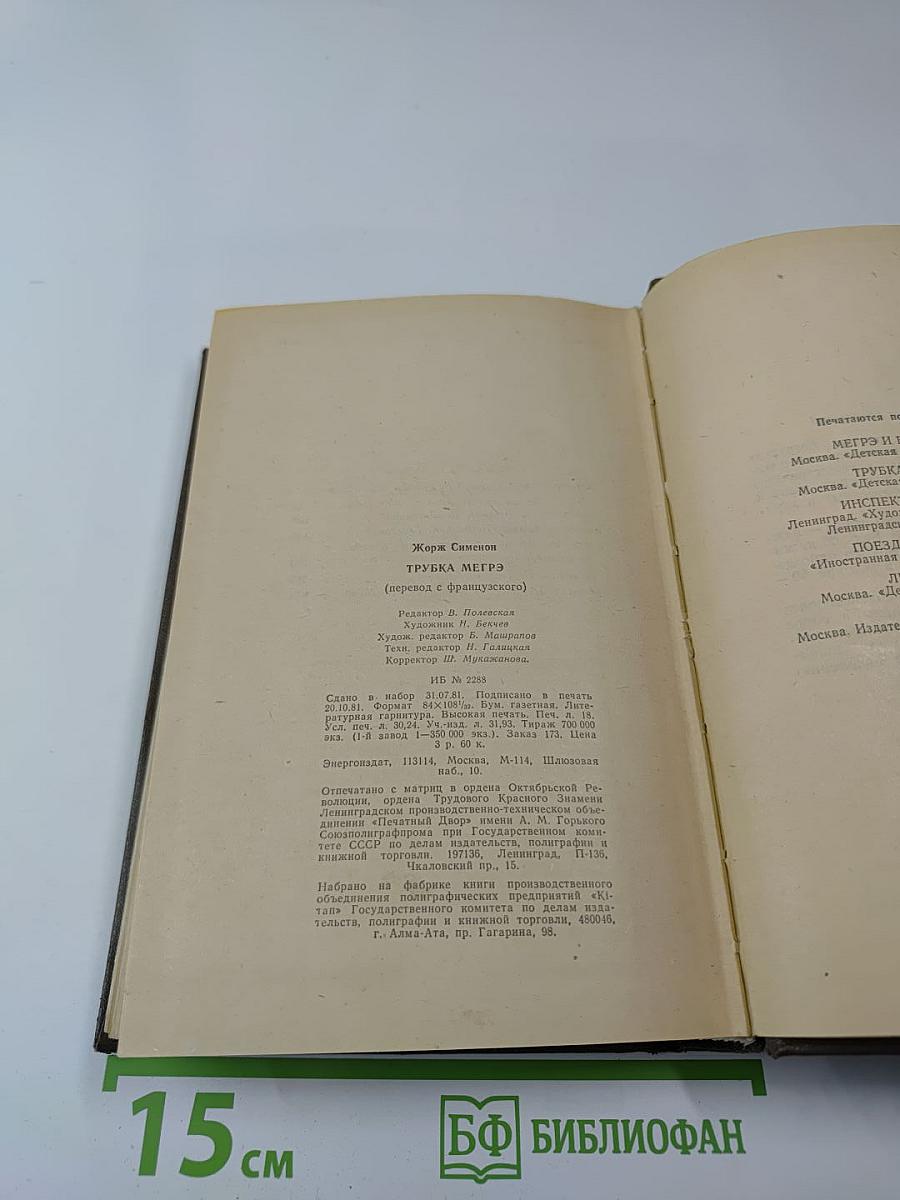 Жорж Сименон
ТРУБКА МЕГРЭ
(перевод с французского)
Редактор В. Полевская
Художник Н. Бекчев
Худож. редактор Б. Машрапов
Техн. редактор Н. Галицкая
Корректор Ш. Мукажанова.
ИБ № 2288
Сдано в набор 31.07.81. Подписано в печать
20.10.81. Формат 84×108¹/₃₂. Бум. газетная. Лите-
ратурная гарнитура. Высокая печать. Печ. л. 18.
Усл. печ. л. 30,24. Уч.-изд. л. 31,93. Тираж 700 000
экз. (1-й завод 1—350 000 экз.). Заказ 173. Цена
3 р. 60 к.
Энергоиздат, 113114, Москва, М-114, Шлюзовая
наб., 10.
Отпечатано с матриц в ордена Октябрьской Ре-
волюции, ордена Трудового Красного Знамени
Ленинградском производственно-техническом объе-
динении «Печатный Двор» имени А. М. Горького
Союзполиграфпрома при Государственном коми-
тете СССР по делам издательств, полиграфии и
книжной торговли. 197136, Ленинград, П-136,
Чкаловский пр., 15.
Набрано на фабрике книги производственного
объединения полиграфических предприятий «Кі-
тап» Государственного комитета по делам изда-
тельств, полиграфии и книжной торговли, 480046,
г. Алма-Ата, пр. Гагарина, 98.
Печатаются по
МЕГРЭ И
Москва. «Детская
ТРУБКА
Москва. «Детская
ИНСПЕК
Ленинград. «Худо
Ленинградс
ПОЕЗД
«Иностранная
Москва. «Де
Москва. Издате
15 см
БФ БИБЛИОФАН